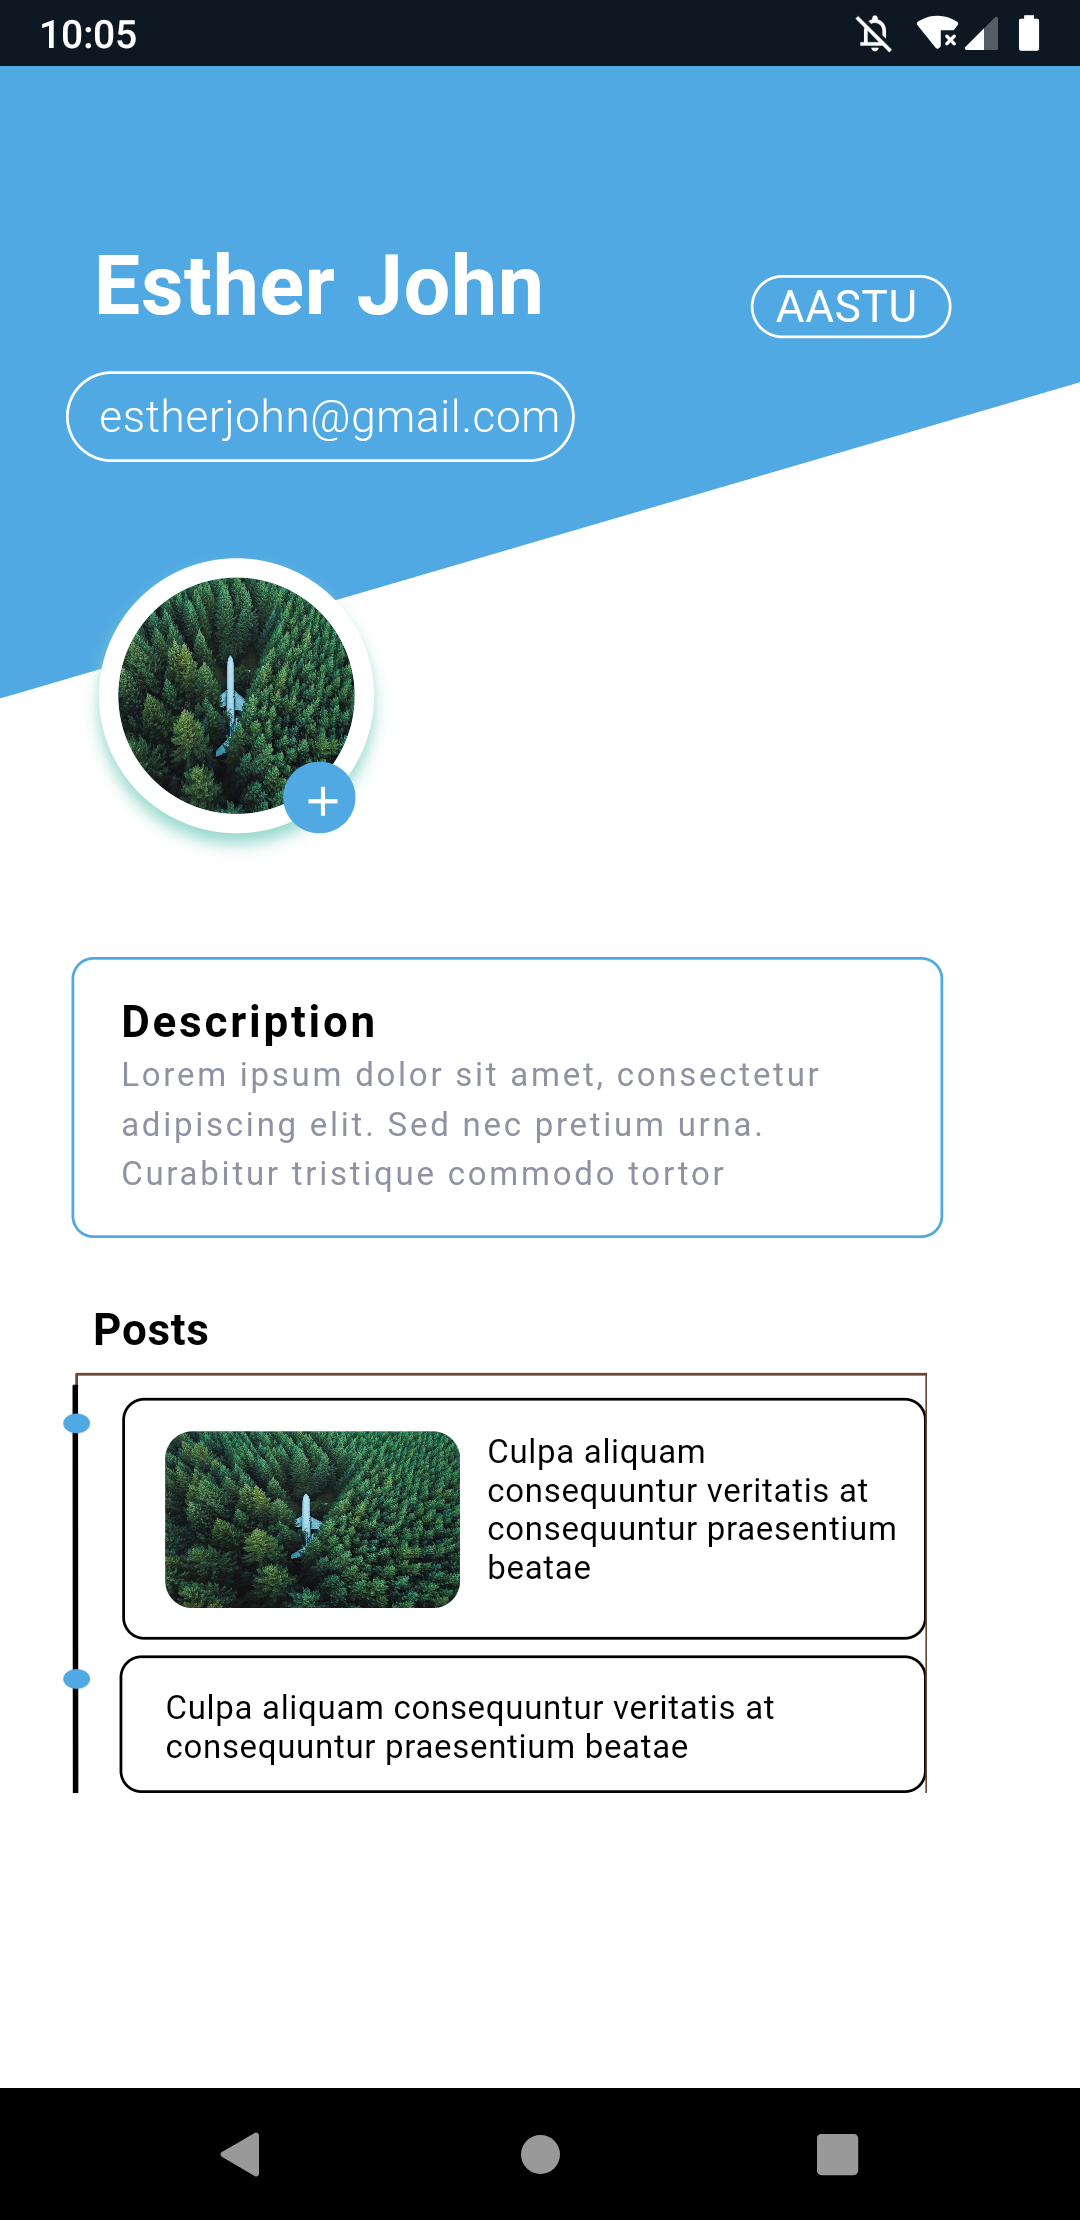 10:05
Esther John
AASTU
estherjohn@gmail.com
Description
Lorem ipsum dolor sit amet, consectetur
adipiscing elit. Sed nec pretium urna.
Curabitur tristique commodo tortor
Posts
Culpa aliquam
consequuntur veritatis at
consequuntur praesentium
beatae
Culpa aliquam consequuntur veritatis at
consequuntur praesentium beatae